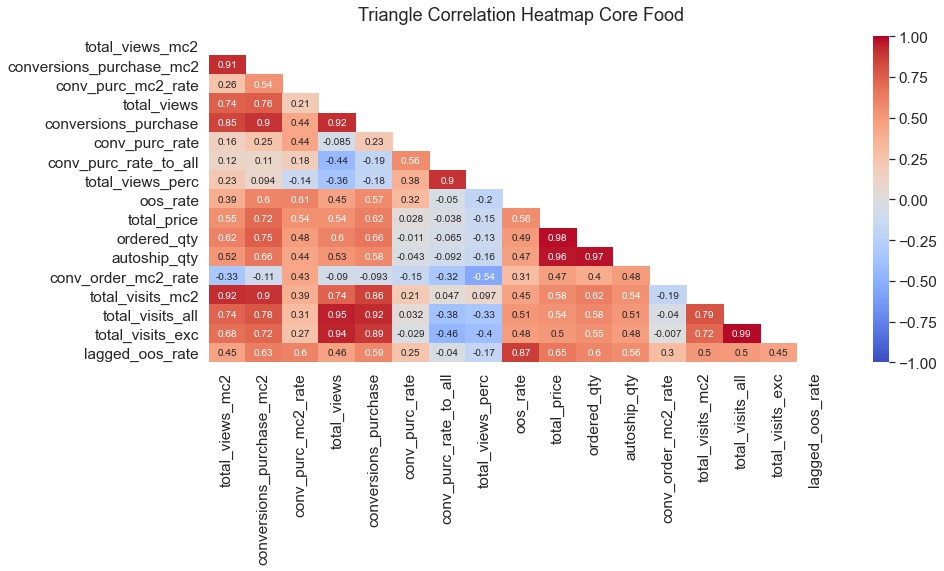 Triangle Correlation Heatmap Core Food
total_views_mc2
conversions_purchase_mc2 0.91
conv_purc_mc2_rate 0.26 0.54
total_views 0.74 0.76 0.21
conversions_purchase 0.85 0.9 0.44 0.92
conv_purc_rate 0.16 0.25 0.44 -0.085 0.23
conv_purc_rate_to_all 0.12 0.11 0.18 -0.44 -0.19 0.56
total_views_perc 0.23 0.094 -0.14 -0.36 -0.18 0.38 0.9
oos_rate 0.39 0.6 0.61 0.45 0.57 0.32 -0.05 -0.2
total_price 0.55 0.72 0.54 0.54 0.62 0.028 -0.038 -0.15 0.56
ordered_qty 0.62 0.75 0.48 0.6 0.66 -0.011 -0.065 -0.13 0.49 0.98
autoship_qty 0.52 0.66 0.44 0.53 0.58 -0.043 -0.092 -0.16 0.47 0.96 0.97
conv_order_mc2_rate -0.33 -0.11 0.43 -0.09 -0.093 -0.15 -0.32 -0.54 0.31 0.47 0.4 0.48
total_visits_mc2 0.92 0.9 0.39 0.74 0.86 0.21 0.047 0.097 0.45 0.58 0.62 0.54 -0.19
total_visits_all 0.74 0.78 0.31 0.95 0.92 0.032 -0.38 -0.33 0.51 0.54 0.58 0.51 -0.04 0.79
total_visits_exc 0.68 0.72 0.27 0.94 0.89 -0.029 -0.46 -0.4 0.48 0.5 0.55 0.48 -0.007 0.72 0.99
lagged_oos_rate 0.45 0.63 0.6 0.46 0.59 0.25 -0.04 -0.17 0.87 0.65 0.6 0.56 0.3 0.5 0.5 0.45
total_views_mc2
conversions_purchase_mc2
conv_purc_mc2_rate
total_views
conversions_purchase
conv_purc_rate
conv_purc_rate_to_all
total_views_perc
oos_rate
total_price
ordered_qty
autoship_qty
conv_order_mc2_rate
total_visits_mc2
total_visits_all
total_visits_exc
lagged_oos_rate
1.00
0.75
0.50
0.25
0.00
−0.25
−0.50
−0.75
−1.00